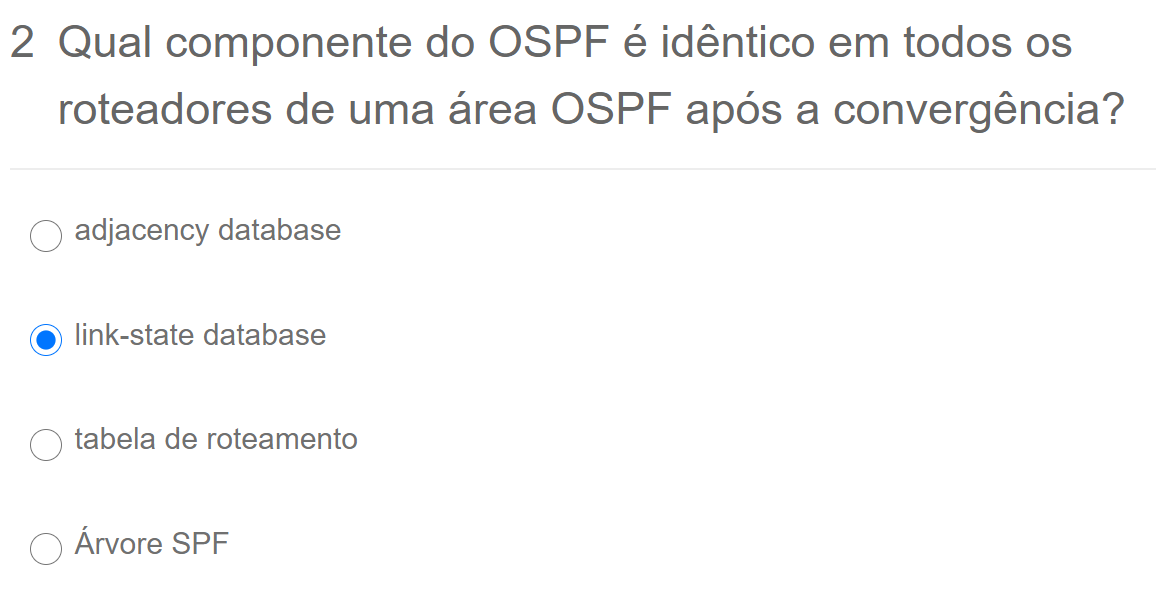 2 Qual componente do OSPF é idêntico em todos os
roteadores de uma área OSPF após a convergência?
adjacency database
link-state database
tabela de roteamento
Árvore SPF